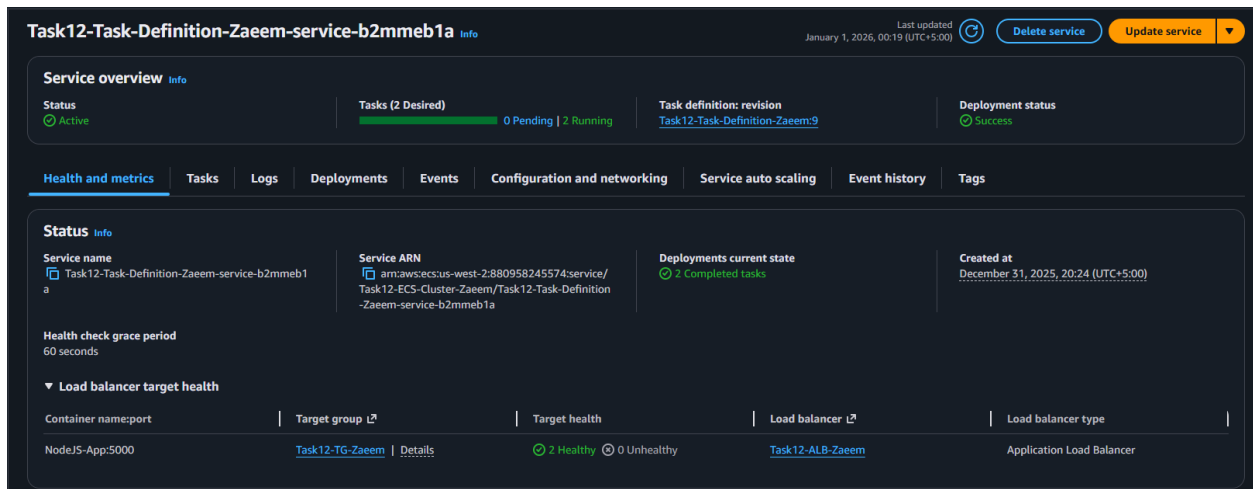 Task12-Task-Definition-Zaeem-service-b2mmeb1a Info
Last updated
January 1, 2026, 00:19 (UTC+5:00)
Delete service
Update service
Service overview Info
Status
Active
Tasks (2 Desired)
0 Pending | 2 Running
Task definition: revision
Task12-Task-Definition-Zaeem:9
Deployment status
Success
Health and metrics
Tasks
Logs
Deployments
Events
Configuration and networking
Service auto scaling
Event history
Tags
Status Info
Service name
Task12-Task-Definition-Zaeem-service-b2mmeb1
a
Service ARN
arn:aws:ecs:us-west-2:880958245574:service/
Task12-ECS-Cluster-Zaeem/Task12-Task-Definition
-Zaeem-service-b2mmeb1a
Deployments current state
2 Completed tasks
Created at
December 31, 2025, 20:24 (UTC+5:00)
Health check grace period
60 seconds
Load balancer target health
Container name:port
Target group
Target health
Load balancer
Load balancer type
NodeJS-App:5000
Task12-TG-Zaeem | Details
2 Healthy 0 Unhealthy
Task12-ALB-Zaeem
Application Load Balancer